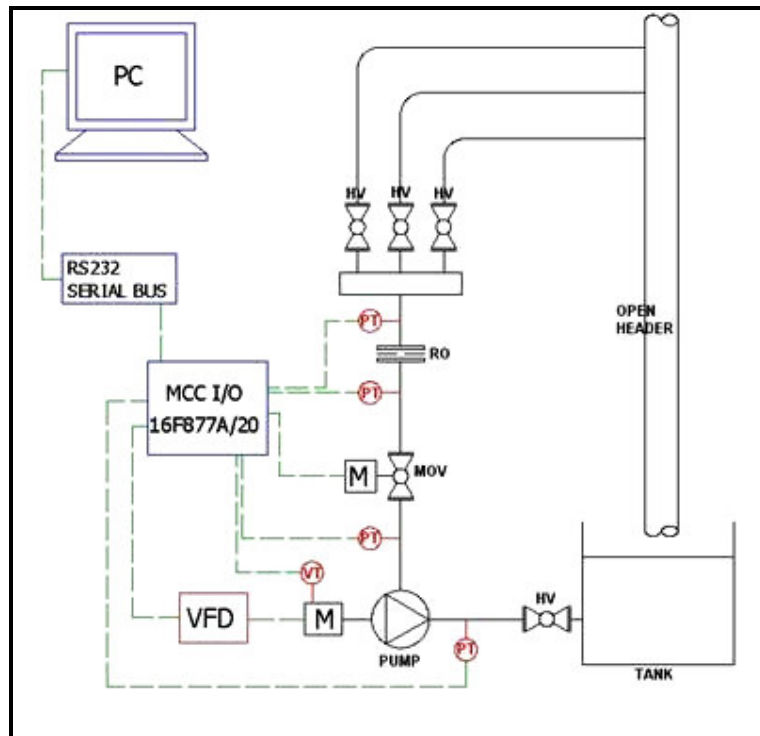 PC
HV
HV
HV
RS232
SERIAL BUS
PT
OPEN
HEADER
RO
MCC I/O
16F877A/20
PT
M
MOV
PT
VT
HV
VFD
M
PUMP
PT
TANK